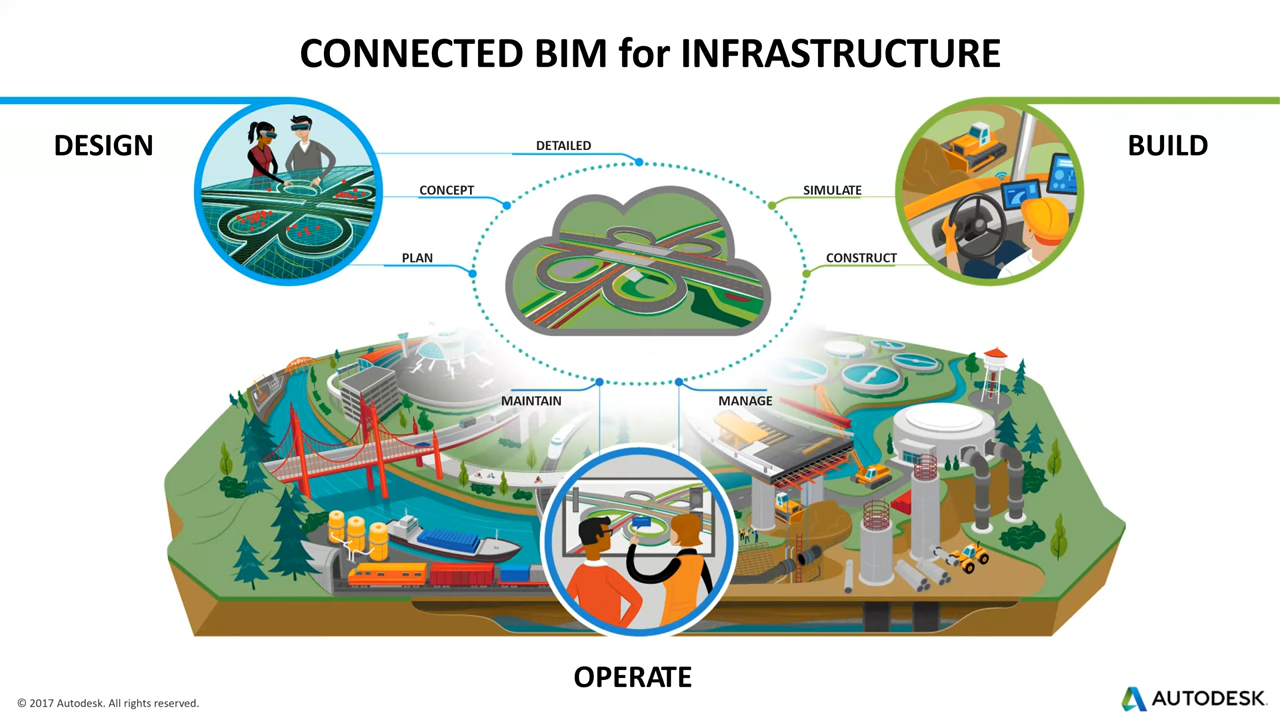 CONNECTED BIM for INFRASTRUCTURE
DESIGN
BUILD
DETAILED
CONCEPT
SIMULATE
PLAN
CONSTRUCT
MAINTAIN
MANAGE
OPERATE
© 2017 Autodesk. All rights reserved.
AUTODESK.